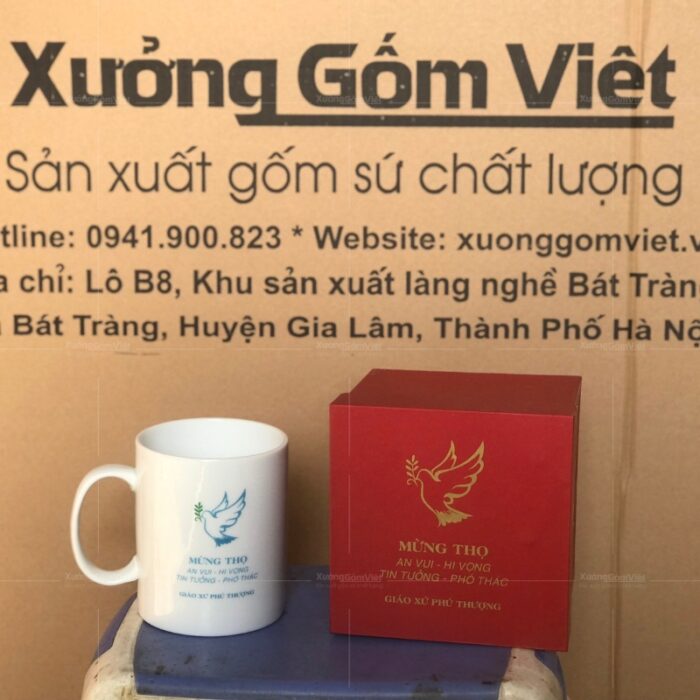 Xưởng Gốm Việt
Sản xuất gốm sứ chất lượng
tline: 0941.900.823 * Website: xuonggomviet.v
a chỉ: Lô B8, Khu sản xuất làng nghề Bát Tràn
Bát Tràng, Huyện Gia Lâm, Thành Phố Hà Nộ
MỪNG THỌ
AN VUI - HI VỌNG
TIN TƯỞNG - PHÓ THÁC
GIÁO XỨ PHÚ THƯỢNG
MỪNG THỌ
AN VUI - HI VỌNG
TIN TƯỞNG - PHÓ THÁC
GIÁO XỨ PHÚ THƯỢNG
XưởngGốmViệt